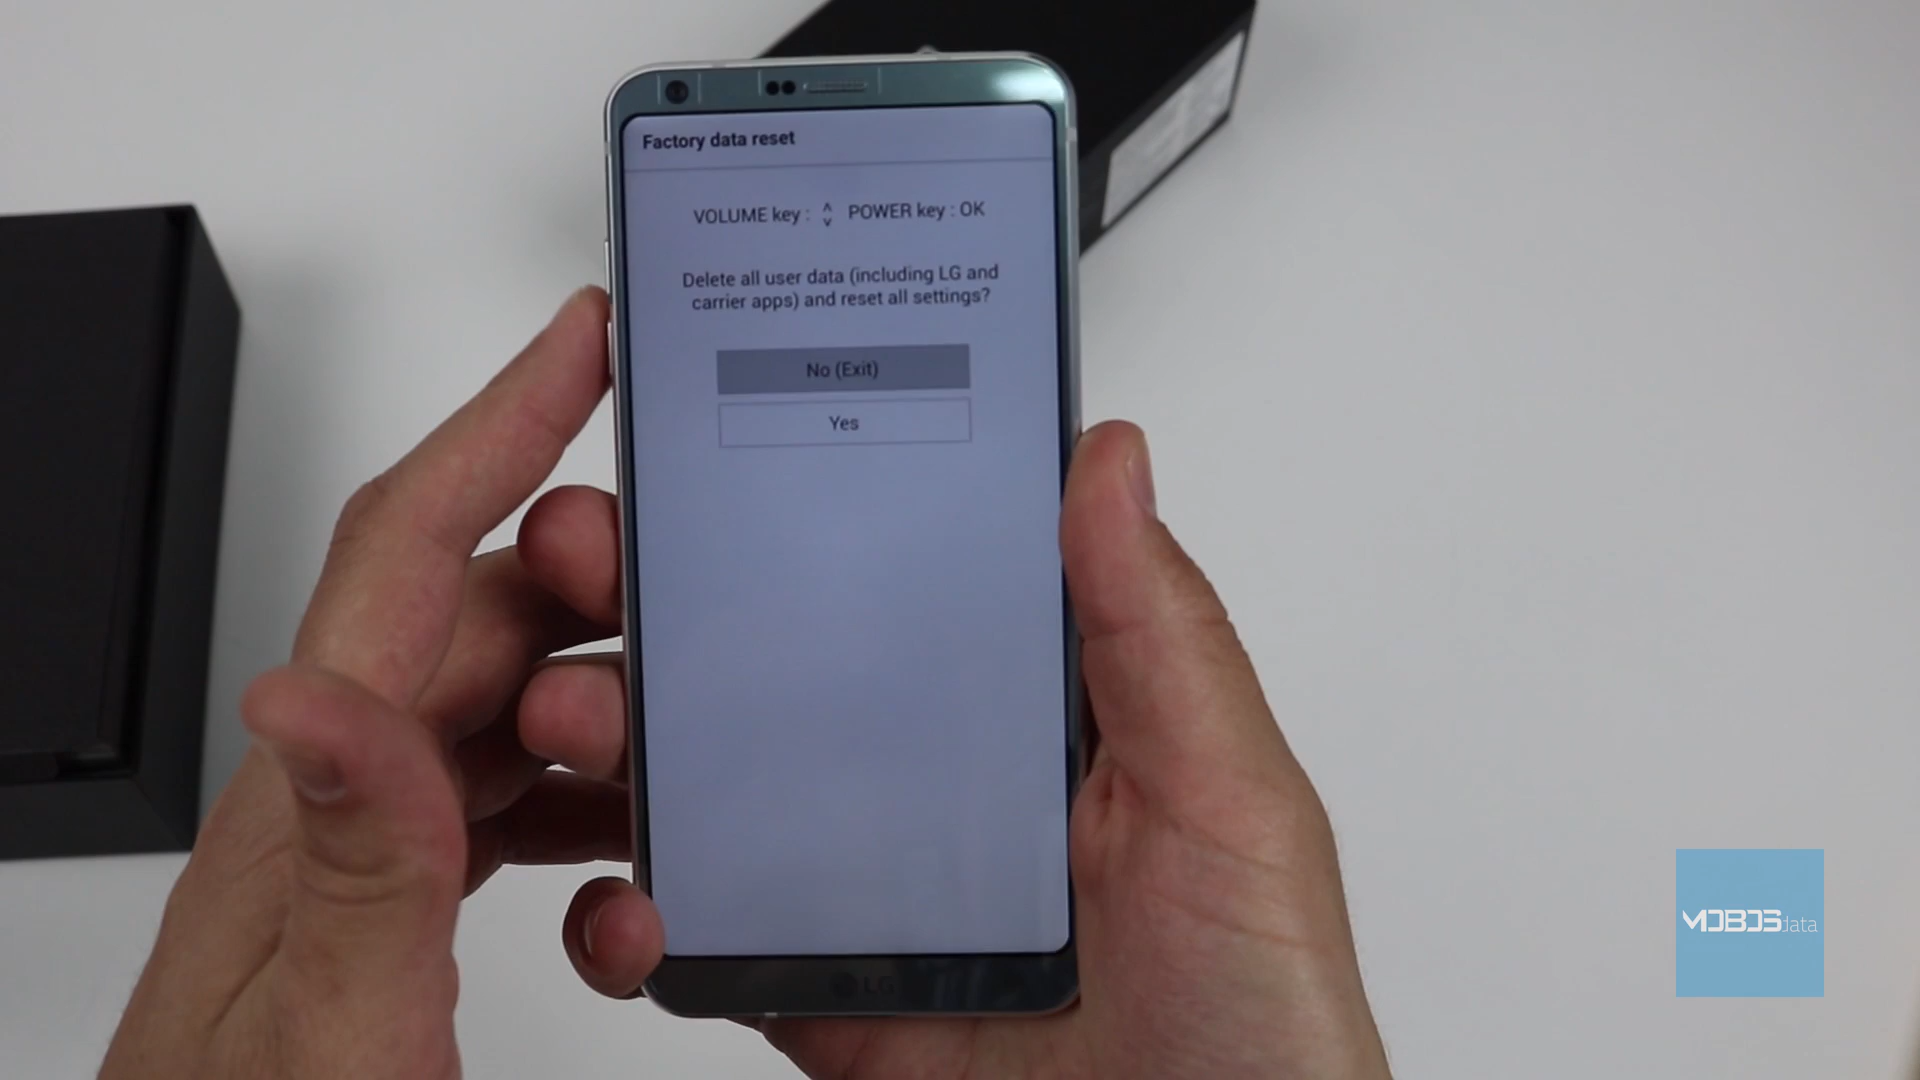 Factory data reset
VOLUME key : ^ v POWER key : OK
Delete all user data (including LG and
carrier apps) and reset all settings?
No (Exit)
Yes
LG
MOBOSdata